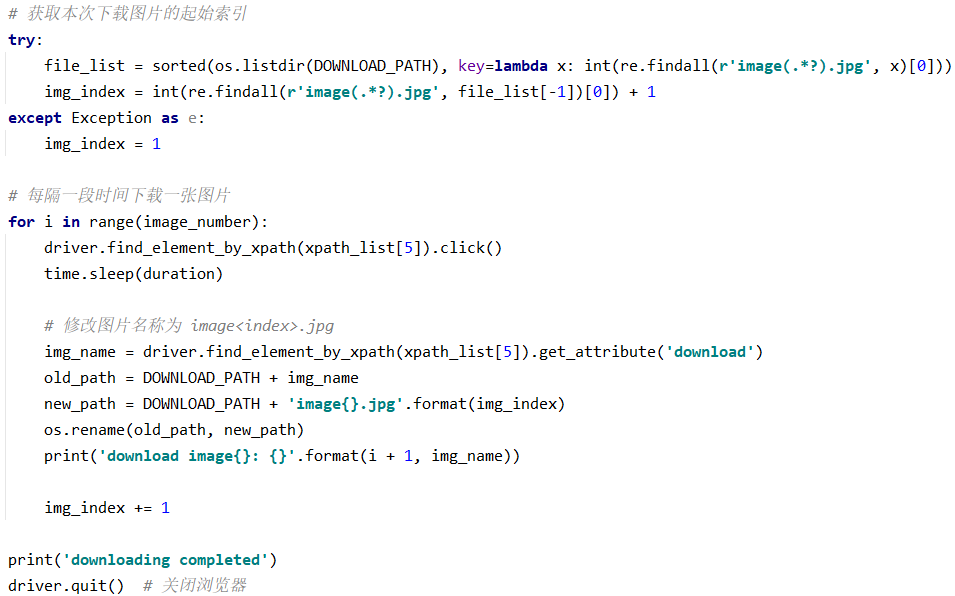 # 获取本次下载图片的起始索引
try:
    file_list = sorted(os.listdir(DOWNLOAD_PATH), key=lambda x: int(re.findall(r'image(.*?).jpg', x)[0]))
    img_index = int(re.findall(r'image(.*?).jpg', file_list[-1])[0]) + 1
except Exception as e:
    img_index = 1

# 每隔一段时间下载一张图片
for i in range(image_number):
    driver.find_element_by_xpath(xpath_list[5]).click()
    time.sleep(duration)

    # 修改图片名称为 image<index>.jpg
    img_name = driver.find_element_by_xpath(xpath_list[5]).get_attribute('download')
    old_path = DOWNLOAD_PATH + img_name
    new_path = DOWNLOAD_PATH + 'image{}.jpg'.format(img_index)
    os.rename(old_path, new_path)
    print('download image{}: {}'.format(i + 1, img_name))

    img_index += 1

print('downloading completed')
driver.quit()  # 关闭浏览器